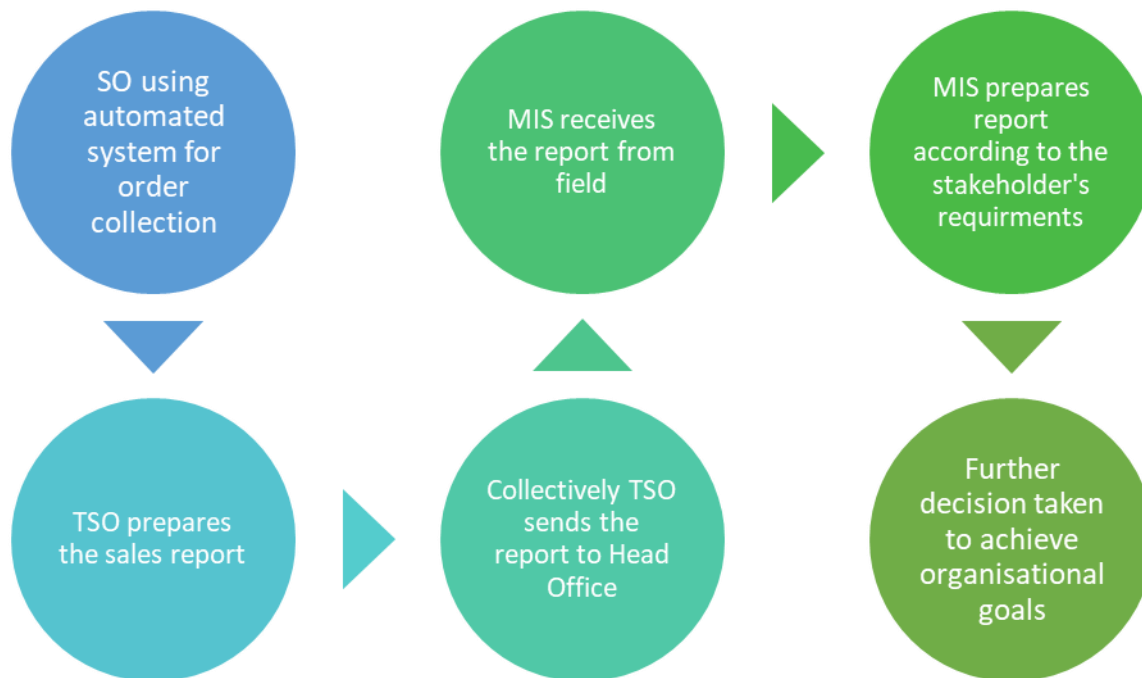 SO using
automated
system for
order
collection
TSO prepares
the sales report
Collectively TSO
sends the
report to Head
Office
MIS receives
the report from
field
MIS prepares
report
according to the
stakeholder's
requirments
Further
decision taken
to achieve
organisational
goals